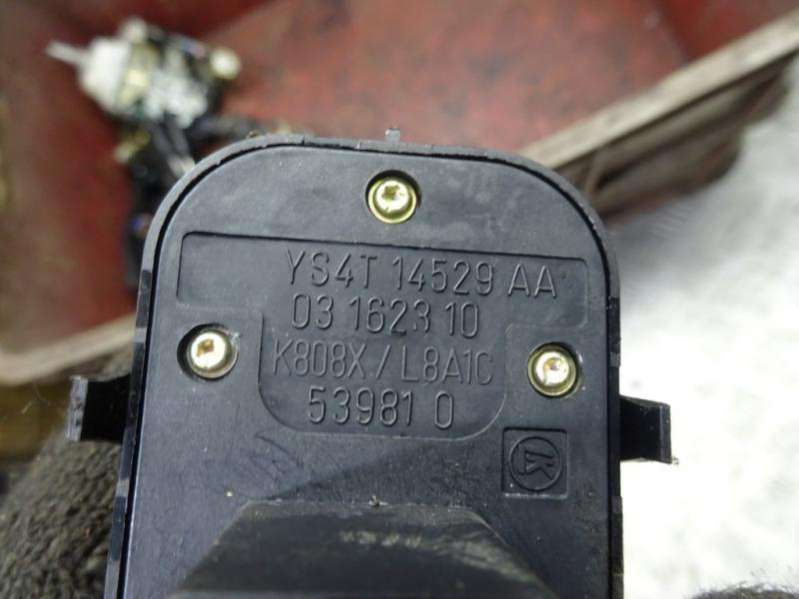 YS4T 14529 AA
03 1623 10
K808X / L8A1C
53981 0
K